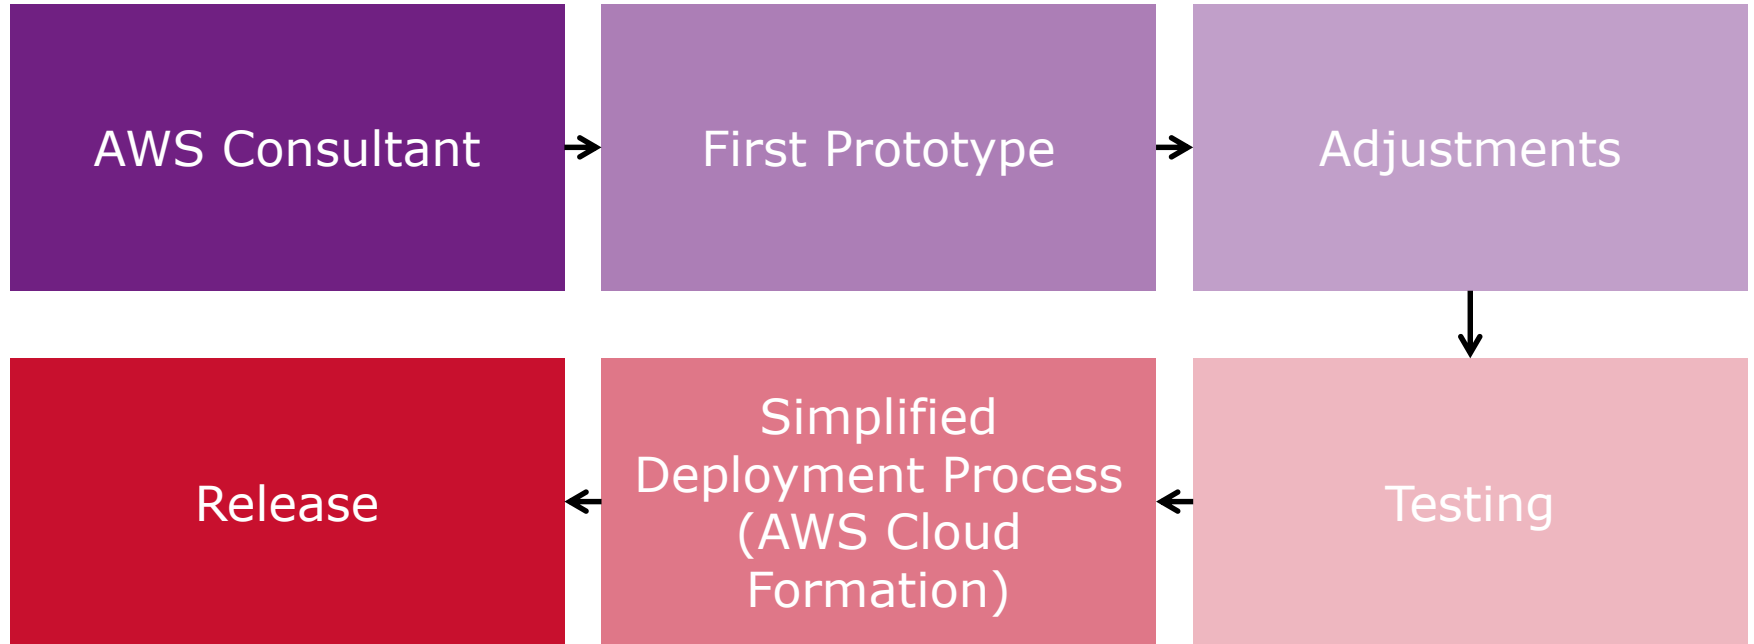 AWS Consultant
First Prototype
Adjustments
Release
Simplified
Deployment Process
(AWS Cloud
Formation)
Testing